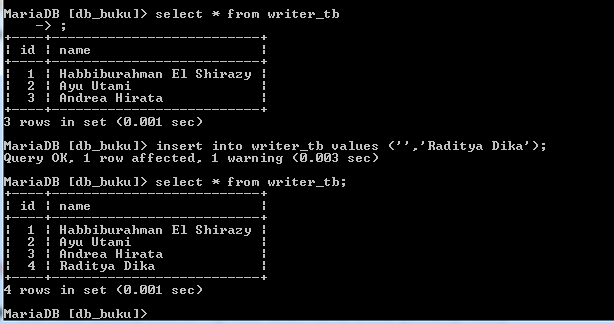 MariaDB [db_buku]> select * from writer_tb
    -> ;
+----+-------------------------+
| id | name                    |
+----+-------------------------+
|  1 | Habbiburahman El Shirazy |
|  2 | Ayu Utami               |
|  3 | Andrea Hirata           |
+----+-------------------------+
3 rows in set (0.001 sec)

MariaDB [db_buku]> insert into writer_tb values ('','Raditya Dika');
Query OK, 1 row affected, 1 warning (0.003 sec)

MariaDB [db_buku]> select * from writer_tb;
+----+-------------------------+
| id | name                    |
+----+-------------------------+
|  1 | Habbiburahman El Shirazy |
|  2 | Ayu Utami               |
|  3 | Andrea Hirata           |
|  4 | Raditya Dika            |
+----+-------------------------+
4 rows in set (0.001 sec)

MariaDB [db_buku]>